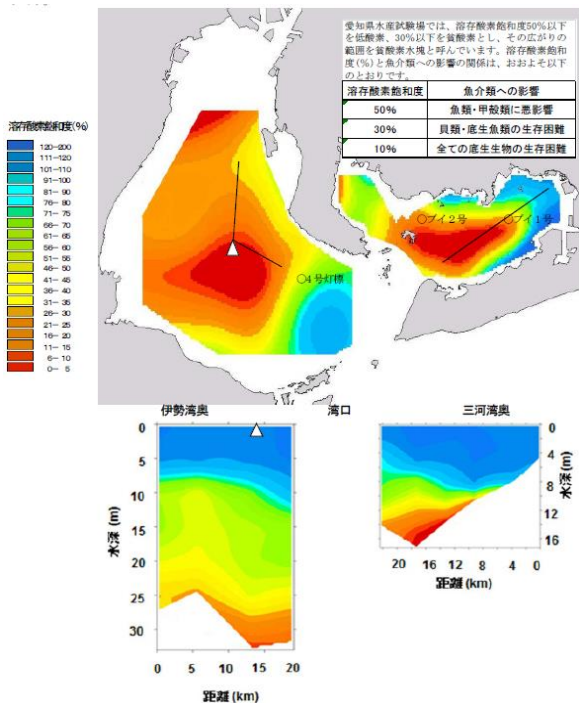 愛知県水産試験場では、溶存酸素飽和度50%以下
を低酸素、30%以下を貧酸素とし、その広がりの
範囲を貧酸素水塊と呼んでいます。溶存酸素飽和
度(%)と魚介類への影響の関係は、おおよそ以下
のとおりです。
溶存酸素飽和度 魚介類への影響
50% 魚類・甲殻類に悪影響
30% 貝類・底生魚類の生存困難
10% 全ての底生生物の生存困難
溶存酸素飽和度(%)
120-200
111-120
101-110
91-100
81- 90
76- 80
71- 75
66- 70
61- 65
56- 60
51- 55
46- 50
41- 45
36- 40
31- 35
26- 30
21- 25
16- 20
11- 15
6- 10
0- 5
○ブイ2号
○ブイ1号
○4号灯標
伊勢湾奥 湾口 三河湾奥
0
10
20
30
水深(m)
0 5 10 15 20
距離(km)
0
4
8
12
16
水深(m)
20 16 12 8 4 0
距離(km)